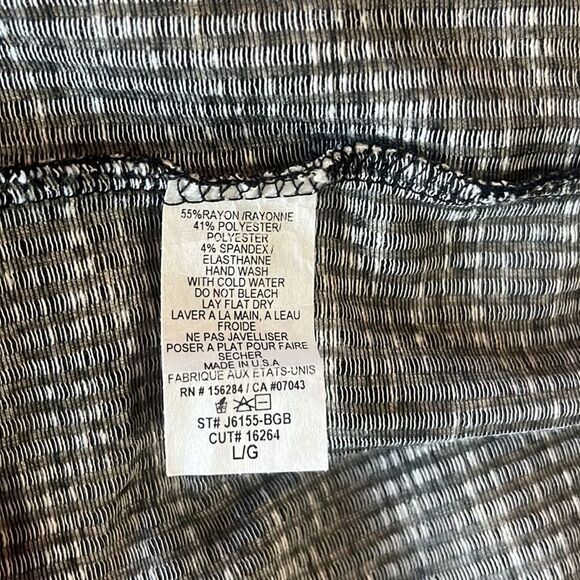 55%RAYON/RAYONNE
41% POLYESTER/
POLYESTER
4% SPANDEX/
ELASTHANNE
HAND WASH
WITH COLD WATER
DO NOT BLEACH
LAY FLAT DRY
LAVER A LA MAIN, A LEAU
FROIDE
NE PAS JAVELLISER
POSER A PLAT POUR FAIRE
SECHER
MADE IN U.S.A
FABRIQUE AUX ETATS-UNIS
RN # 156284 / CA #07043
ST# J6155-BGB
CUT# 16264
L/G